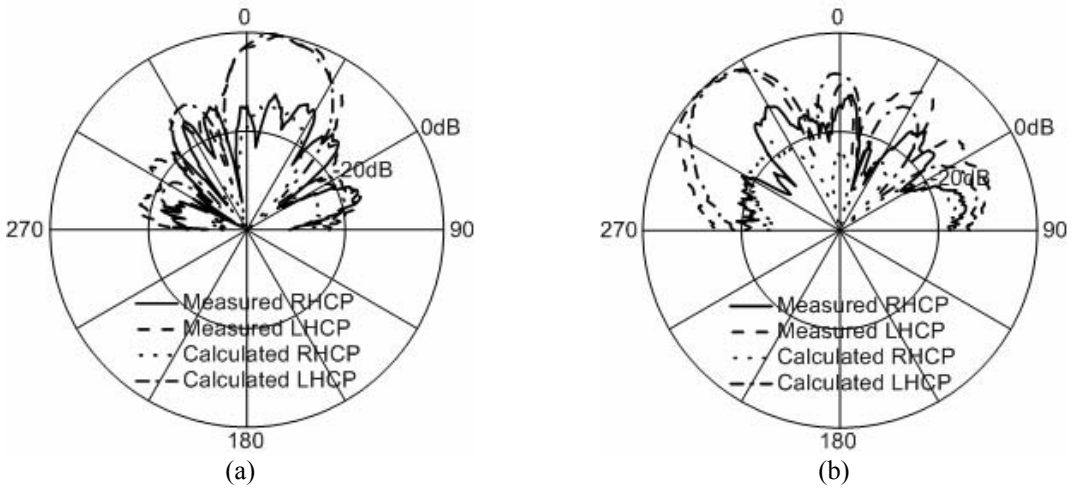 0
0dB
-20dB
270
90
Measured RHCP
Measured LHCP
Calculated RHCP
Calculated LHCP
180
(a)
0
0dB
-20dB
270
90
Measured RHCP
Measured LHCP
Calculated RHCP
Calculated LHCP
180
(b)